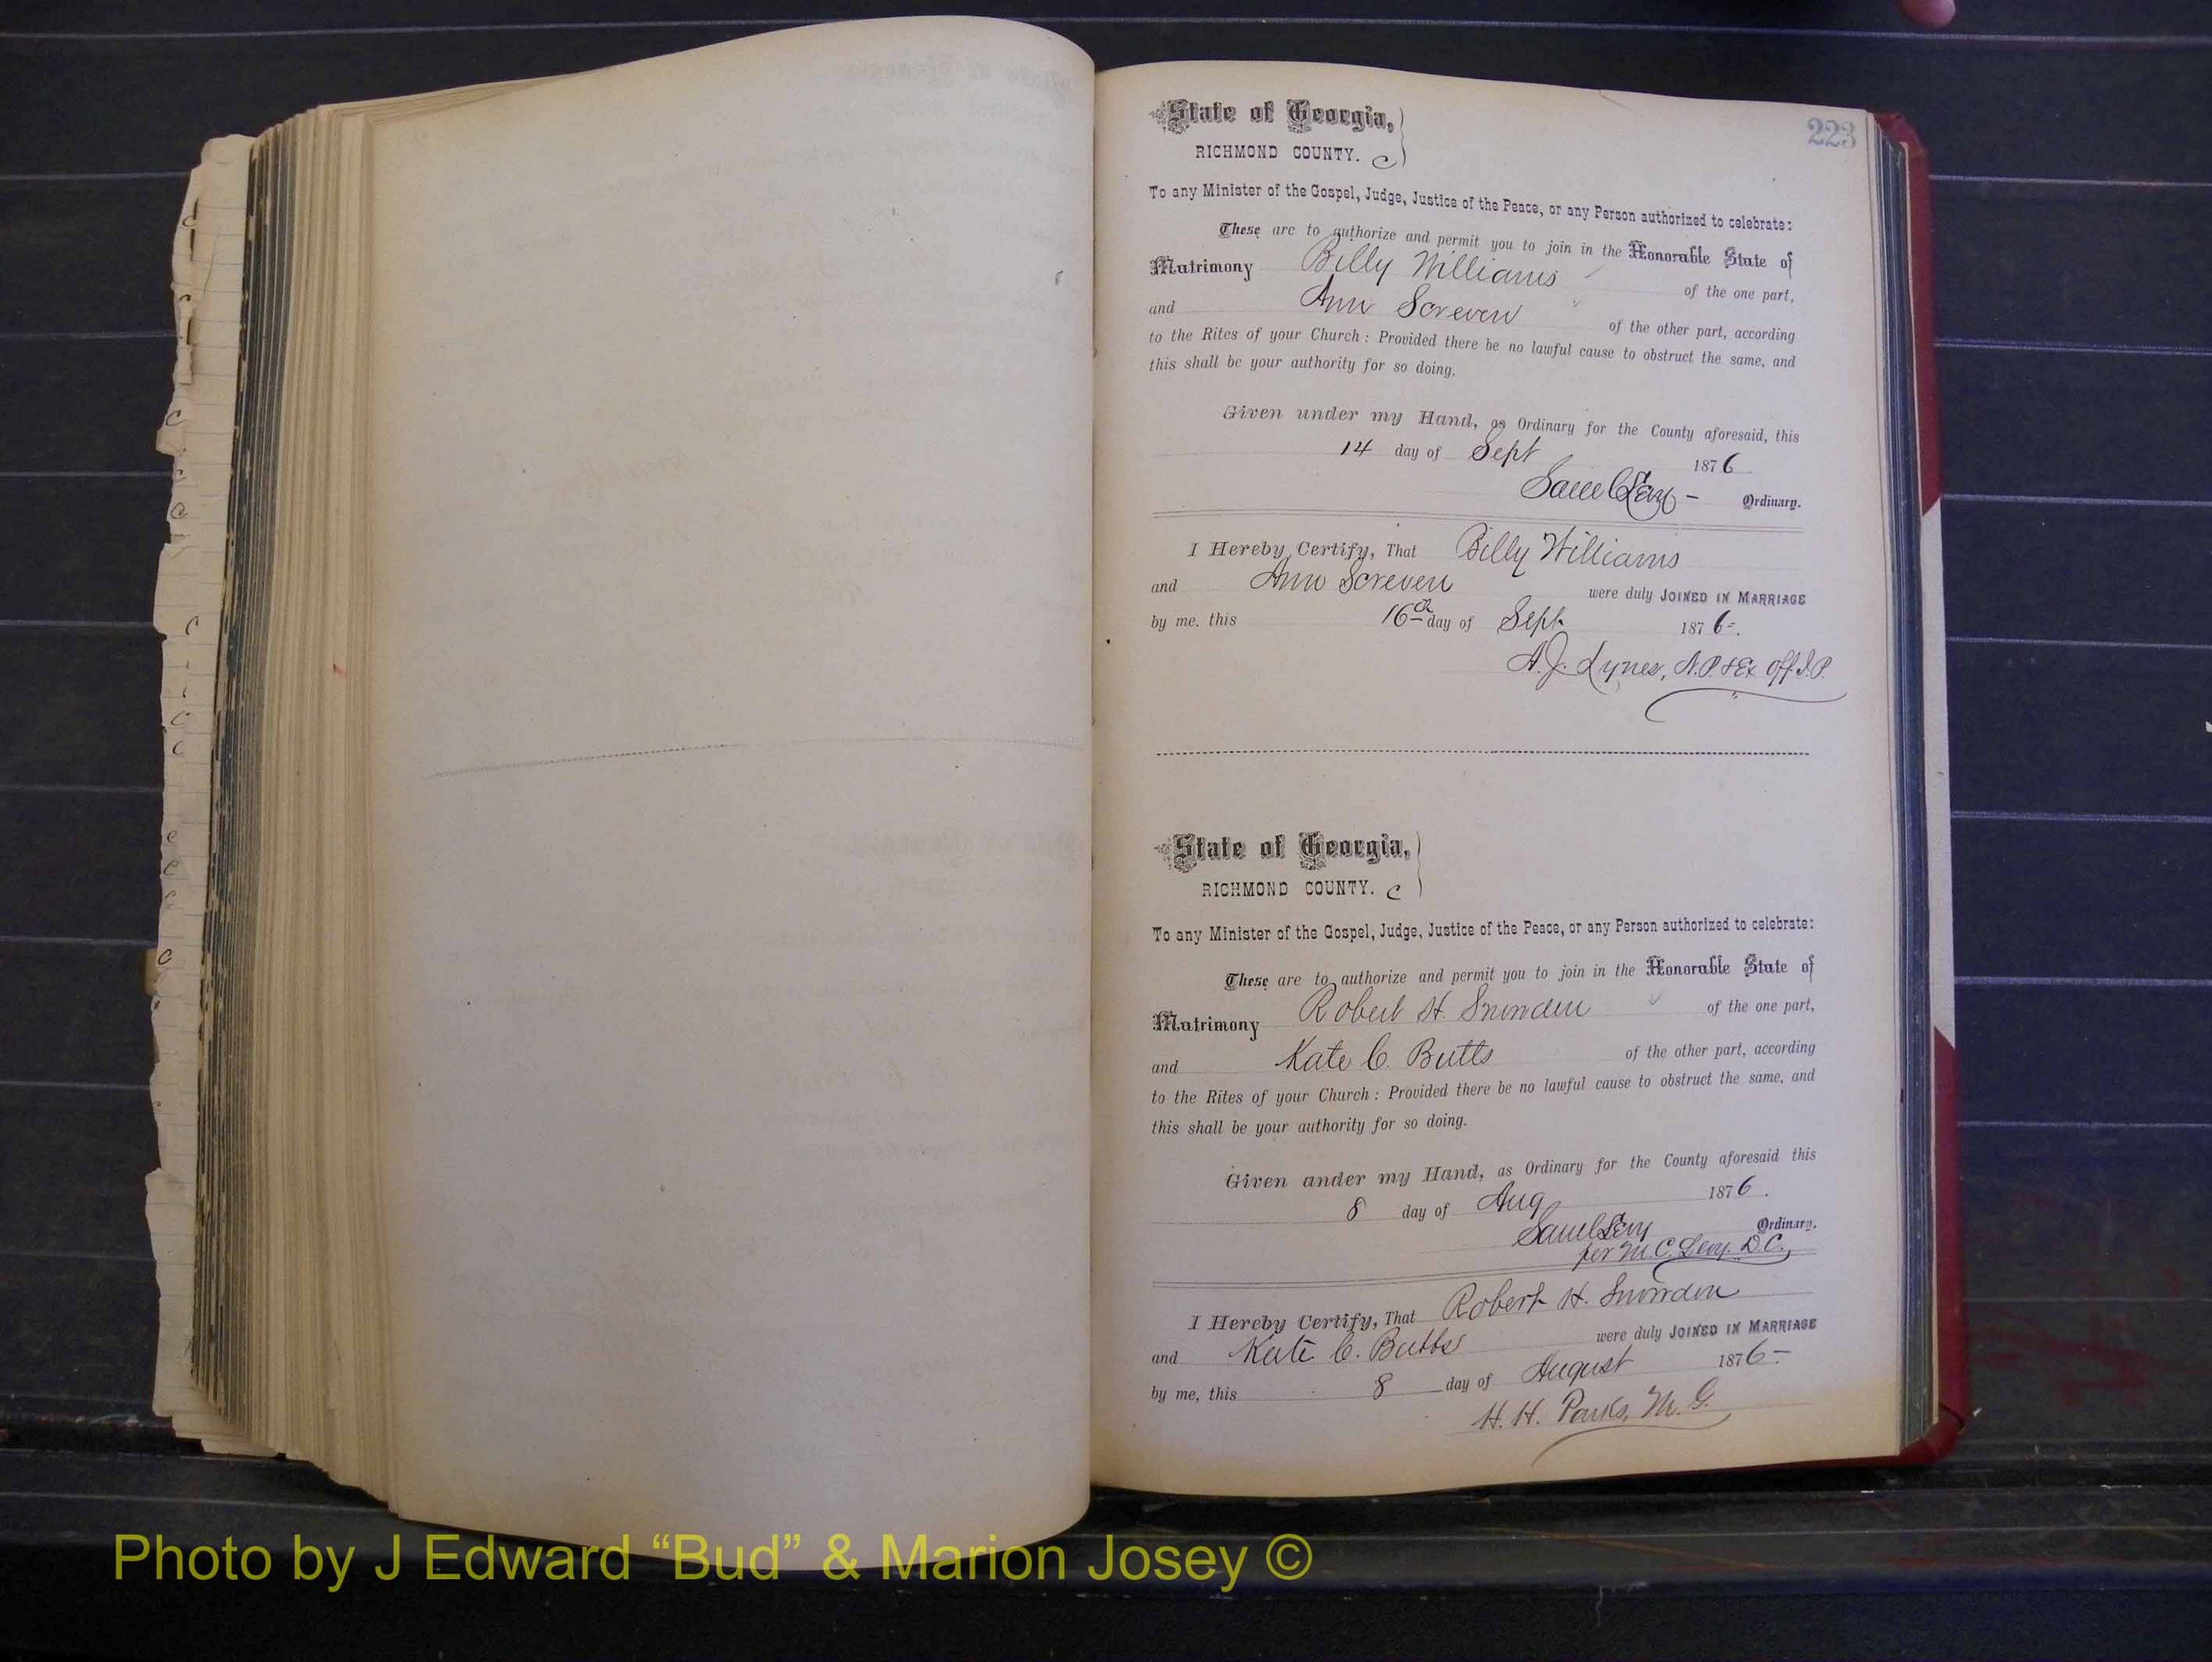 223
State of Georgia,
RICHMOND COUNTY. C
To any Minister of the Gospel, Judge, Justice of the Peace, or any Person authorized to celebrate:
These are to authorize and permit you to join in the Honorable State of
Matrimony Billy Williams of the one part,
and Ann Screven of the other part, according
to the Rites of your Church: Provided there be no lawful cause to obstruct the same, and
this shall be your authority for so doing.
Given under my Hand, as Ordinary for the County aforesaid, this
14 day of Sept 1876
Saml Levy - Ordinary.
I Hereby Certify, That Billy Williams
and Ann Screven were duly JOINED IN MARRIAGE
by me. this 16th day of Sept. 1876-.
A. J. Lynes, N.P. & Ex off. J.P.
State of Georgia,
RICHMOND COUNTY. C
To any Minister of the Gospel, Judge, Justice of the Peace, or any Person authorized to celebrate:
These are to authorize and permit you to join in the Honorable State of
Matrimony Robert H. Snowden of the one part,
and Kate C. Butts of the other part, according
to the Rites of your Church: Provided there be no lawful cause to obstruct the same, and
this shall be your authority for so doing.
Given under my Hand, as Ordinary for the County aforesaid this
8 day of Aug 1876.
Saml Levy Ordinary.
per M. C. Levy. D.C.
I Hereby Certify, That Robert H. Snowden
and Kate C. Butts were duly JOINED IN MARRIAGE
by me, this 8 day of August 1876-
H. H. Parks, M. G.
Photo by J Edward “Bud” & Marion Josey ©